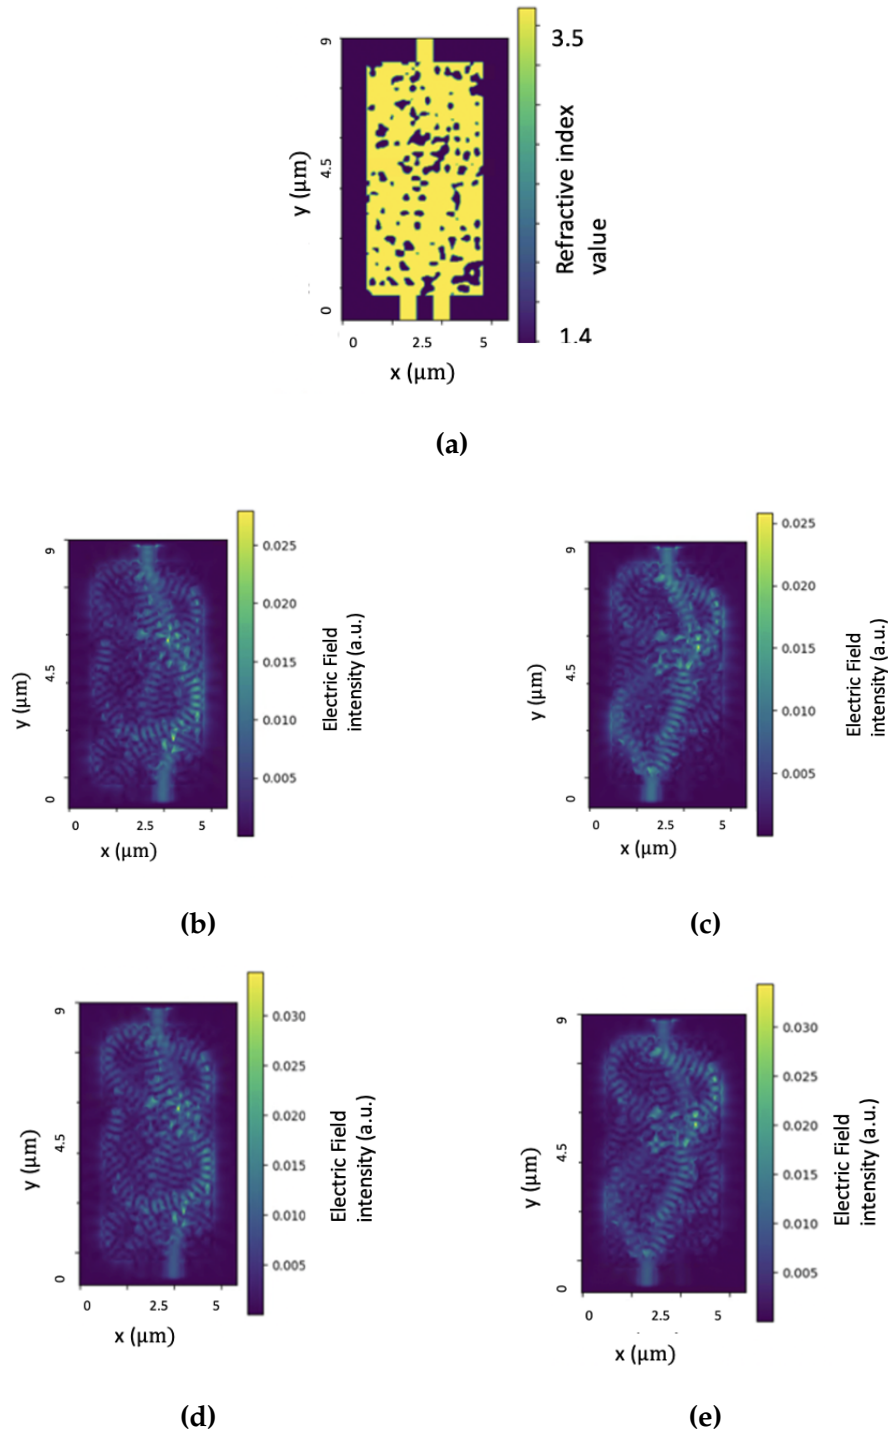 9
3.5
4.5
y (μm)
Refractive index
value
0
1.4
0 2.5 5
x (μm)
(a)
9
4.5
0
y (μm)
0 2.5 5
x (μm)
0.025
0.020
0.015
0.010
0.005
Electric Field
intensity (a.u.)
(b)
9
4.5
0
y (μm)
0 2.5 5
x (μm)
0.025
0.020
0.015
0.010
0.005
Electric Field
intensity (a.u.)
(c)
9
4.5
0
y (μm)
0 2.5 5
x (μm)
0.030
0.025
0.020
0.015
0.010
0.005
Electric Field
intensity (a.u.)
(d)
9
4.5
0
y (μm)
0 2.5 5
x (μm)
0.030
0.025
0.020
0.015
0.010
0.005
Electric Field
intensity (a.u.)
(e)